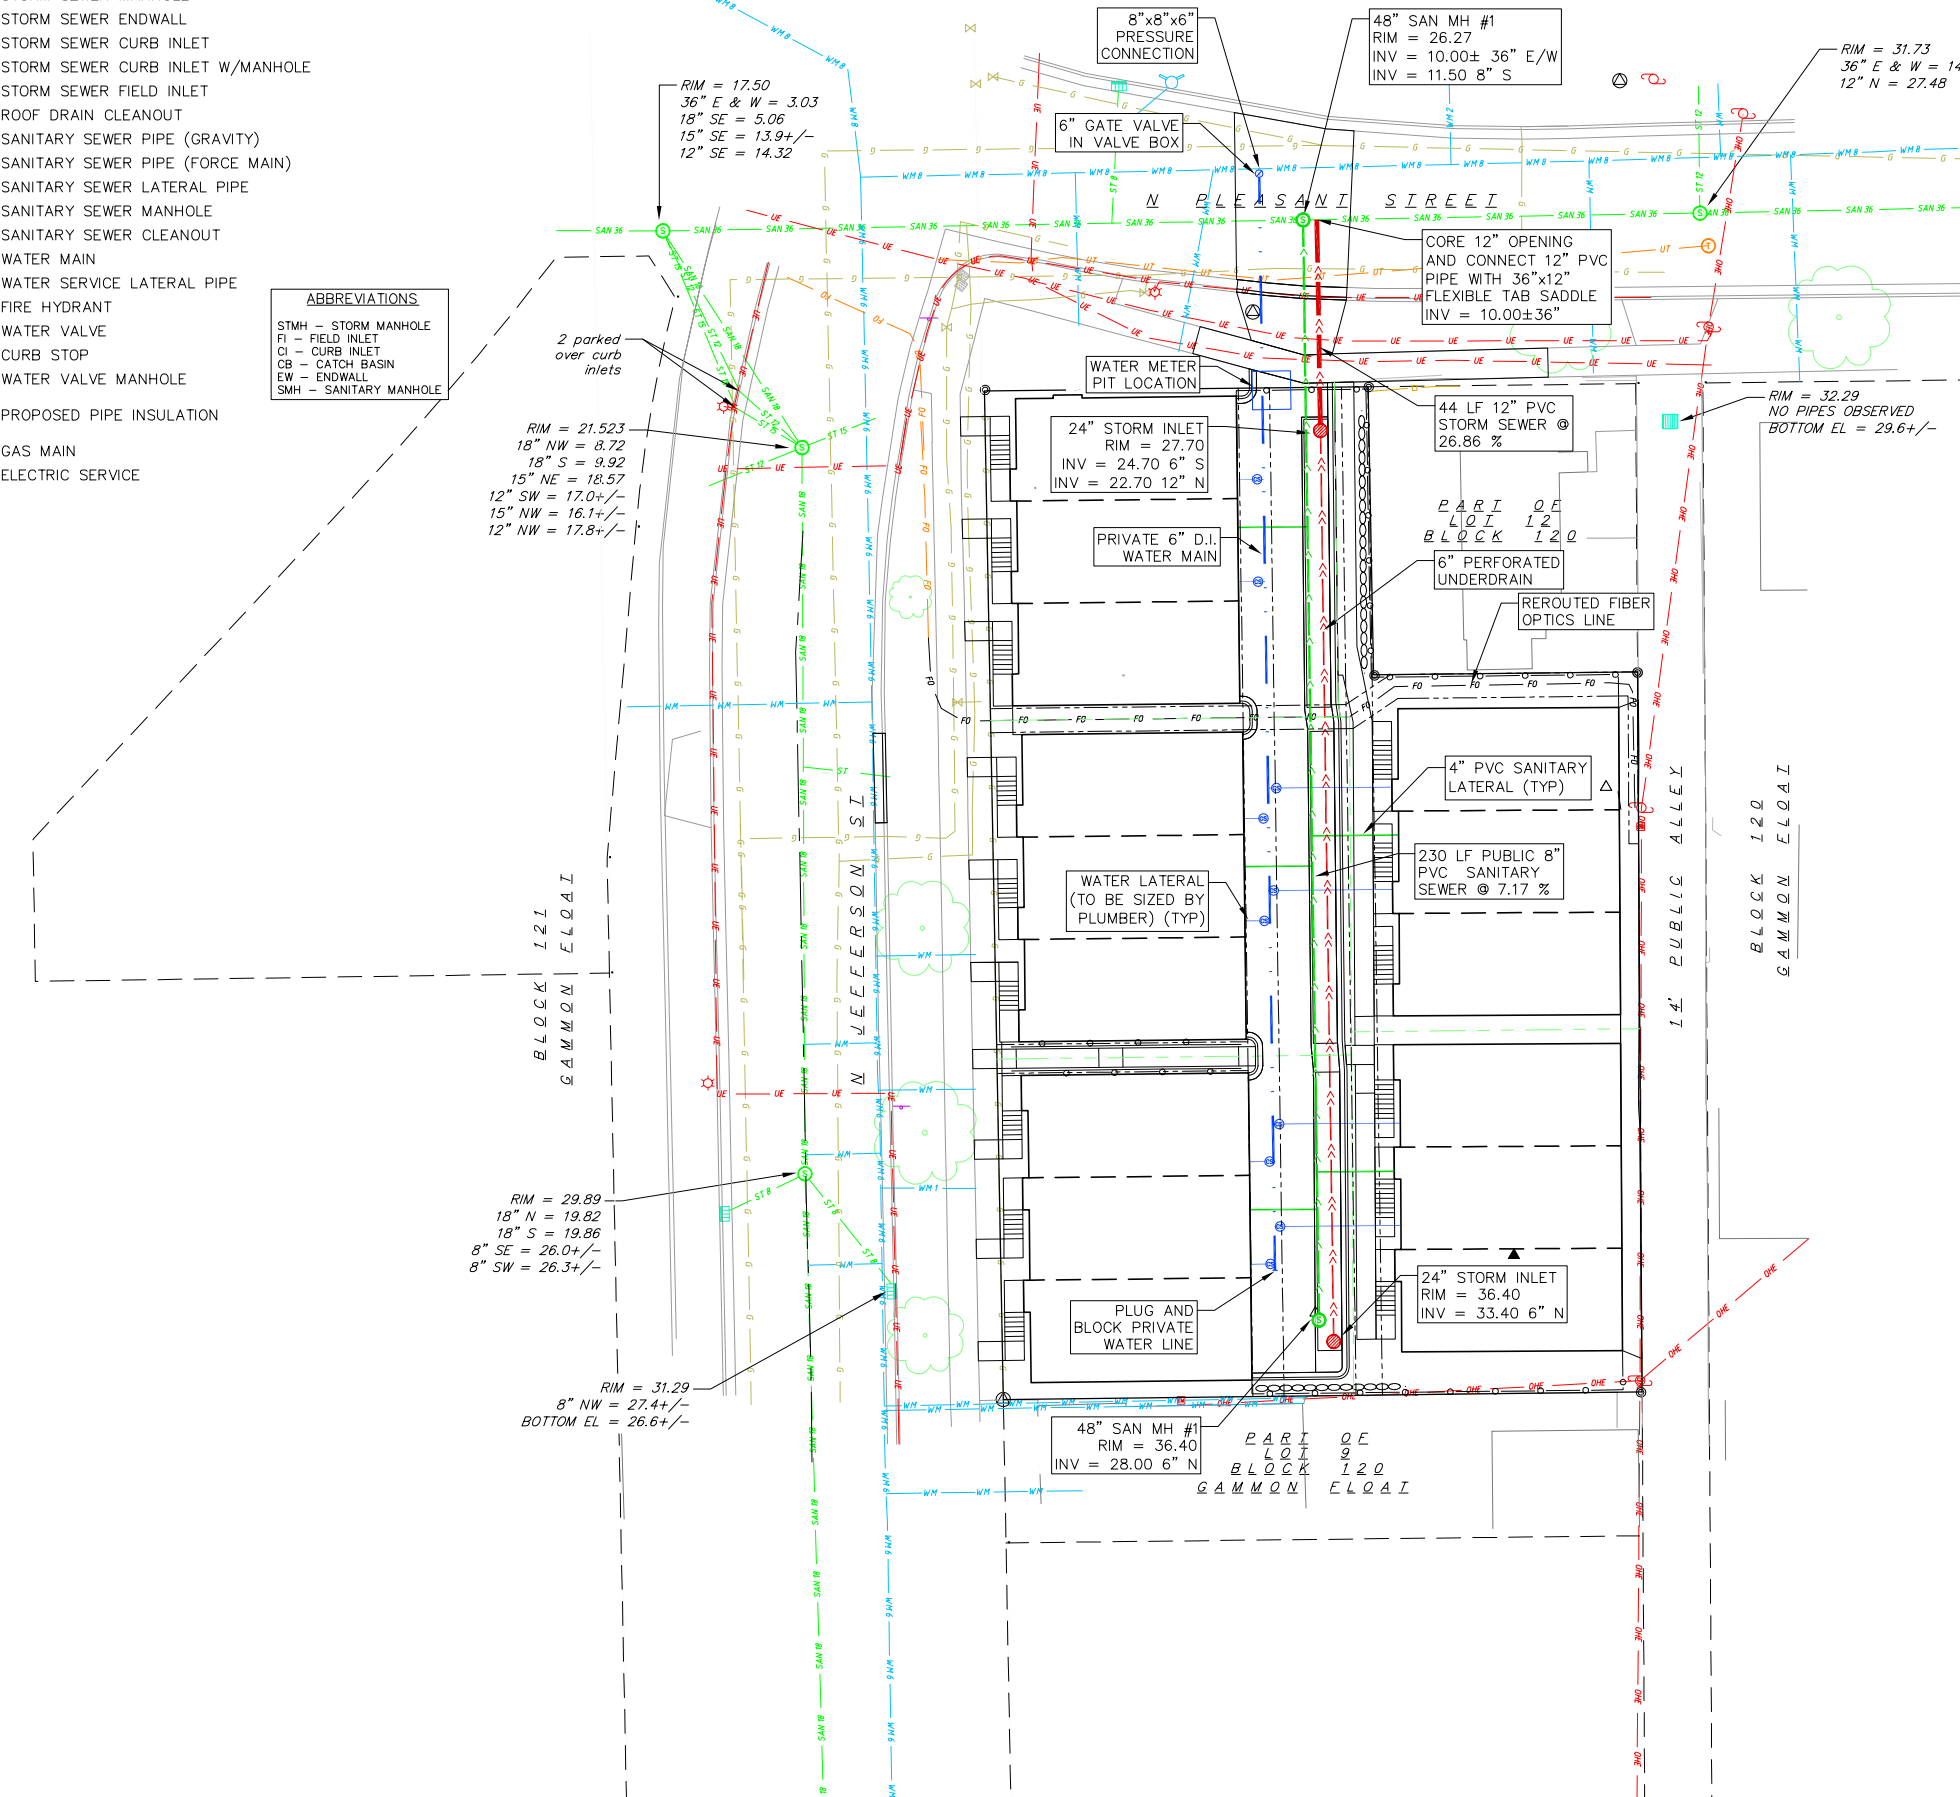 STORM SEWER ENDWALL
STORM SEWER CURB INLET
STORM SEWER CURB INLET W/MANHOLE
STORM SEWER FIELD INLET
ROOF DRAIN CLEANOUT
SANITARY SEWER PIPE (GRAVITY)
SANITARY SEWER PIPE (FORCE MAIN)
SANITARY SEWER LATERAL PIPE
SANITARY SEWER MANHOLE
SANITARY SEWER CLEANOUT
WATER MAIN
WATER SERVICE LATERAL PIPE
FIRE HYDRANT
WATER VALVE
CURB STOP
WATER VALVE MANHOLE
PROPOSED PIPE INSULATION
GAS MAIN
ELECTRIC SERVICE
ABBREVIATIONS
STMH – STORM MANHOLE
FI – FIELD INLET
CI – CURB INLET
CB – CATCH BASIN
EW – ENDWALL
SMH – SANITARY MANHOLE
RIM = 17.50
36" E & W = 3.03
18" SE = 5.06
15" SE = 13.9+/-
12" SE = 14.32
8"x8"x6"
PRESSURE
CONNECTION
6" GATE VALVE
IN VALVE BOX
48" SAN MH #1
RIM = 26.27
INV = 10.00± 36" E/W
INV = 11.50 8" S
RIM = 31.73
36" E & W = 14
12" N = 27.48
N PLEASANT STREET
CORE 12" OPENING
AND CONNECT 12" PVC
PIPE WITH 36"x12"
FLEXIBLE TAB SADDLE
INV = 10.00±36"
2 parked
over curb
inlets
WATER METER
PIT LOCATION
44 LF 12" PVC
STORM SEWER @
26.86 %
RIM = 32.29
NO PIPES OBSERVED
BOTTOM EL = 29.6+/-
RIM = 21.523
18" NW = 8.72
18" S = 9.92
15" NE = 18.57
12" SW = 17.0+/-
15" NW = 16.1+/-
12" NW = 17.8+/-
24" STORM INLET
RIM = 27.70
INV = 24.70 6" S
INV = 22.70 12" N
PART OF
LOT 12
BLOCK 120
PRIVATE 6" D.I.
WATER MAIN
6" PERFORATED
UNDERDRAIN
REROUTED FIBER
OPTICS LINE
4" PVC SANITARY
LATERAL (TYP)
230 LF PUBLIC 8"
PVC SANITARY
SEWER @ 7.17 %
WATER LATERAL
(TO BE SIZED BY
PLUMBER) (TYP)
N JEFFERSON ST
BLOCK 121
GAMMON FLOAT
14' PUBLIC ALLEY
BLOCK 120
GAMMON FLOAT
RIM = 29.89
18" N = 19.82
18" S = 19.86
8" SE = 26.0+/-
8" SW = 26.3+/-
PLUG AND
BLOCK PRIVATE
WATER LINE
24" STORM INLET
RIM = 36.40
INV = 33.40 6" N
RIM = 31.29
8" NW = 27.4+/-
BOTTOM EL = 26.6+/-
48" SAN MH #1
RIM = 36.40
INV = 28.00 6" N
PART OF
LOT 9
BLOCK 120
GAMMON FLOAT